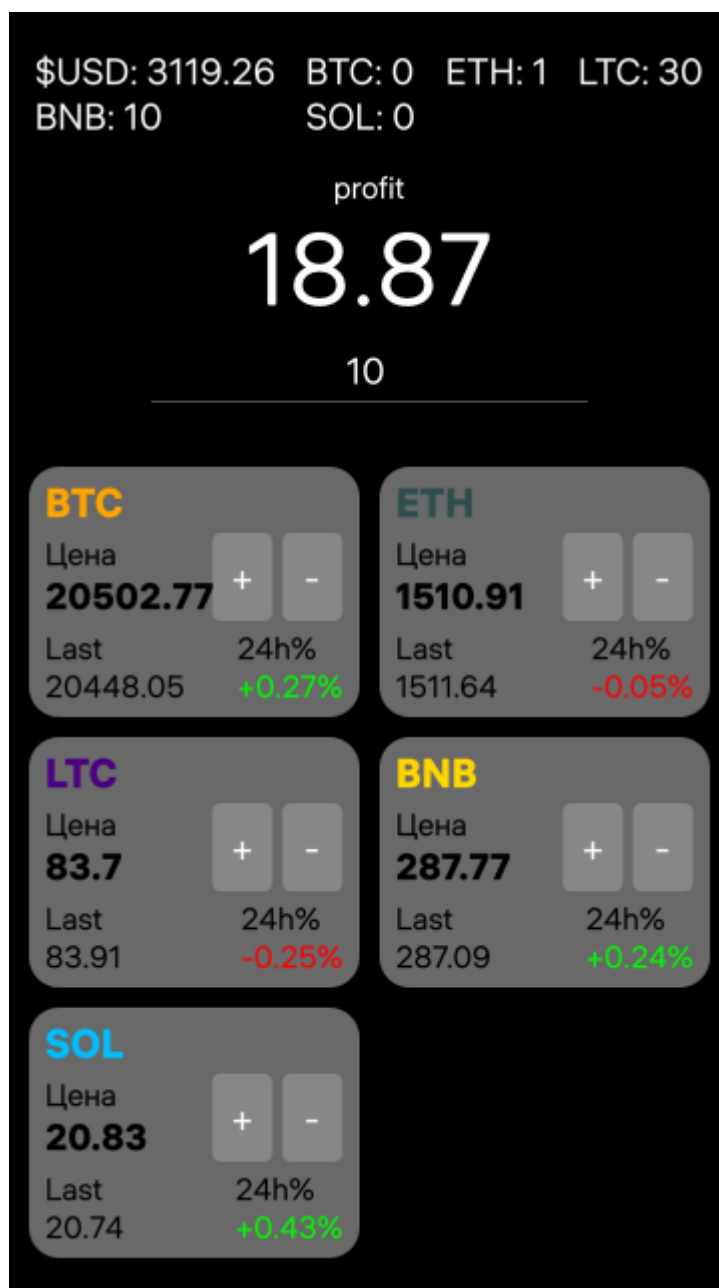 $USD: 3119.26 BTC: 0 ETH: 1 LTC: 30
BNB: 10 SOL: 0
profit
18.87
10
BTC
Цена
20502.77
+ -
Last 24h%
20448.05 +0.27%
ETH
Цена
1510.91
+ -
Last 24h%
1511.64 -0.05%
LTC
Цена
83.7
+ -
Last 24h%
83.91 -0.25%
BNB
Цена
287.77
+ -
Last 24h%
287.09 +0.24%
SOL
Цена
20.83
+ -
Last 24h%
20.74 +0.43%